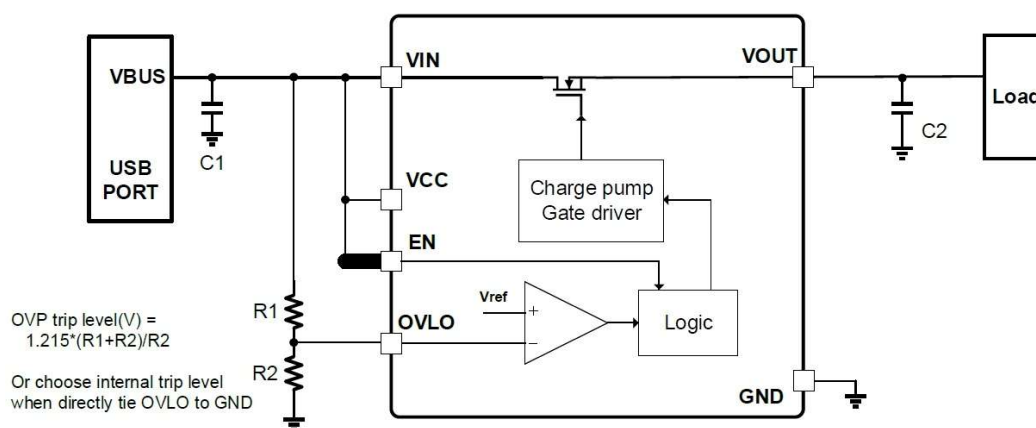 VBUS
USB
PORT
C1
VIN
VOUT
Load
C2
VCC
Charge pump
Gate driver
EN
Vref
+
−
Logic
OVLO
R1
R2
OVP trip level(V) =
1.215*(R1+R2)/R2
Or choose internal trip level
when directly tie OVLO to GND
GND